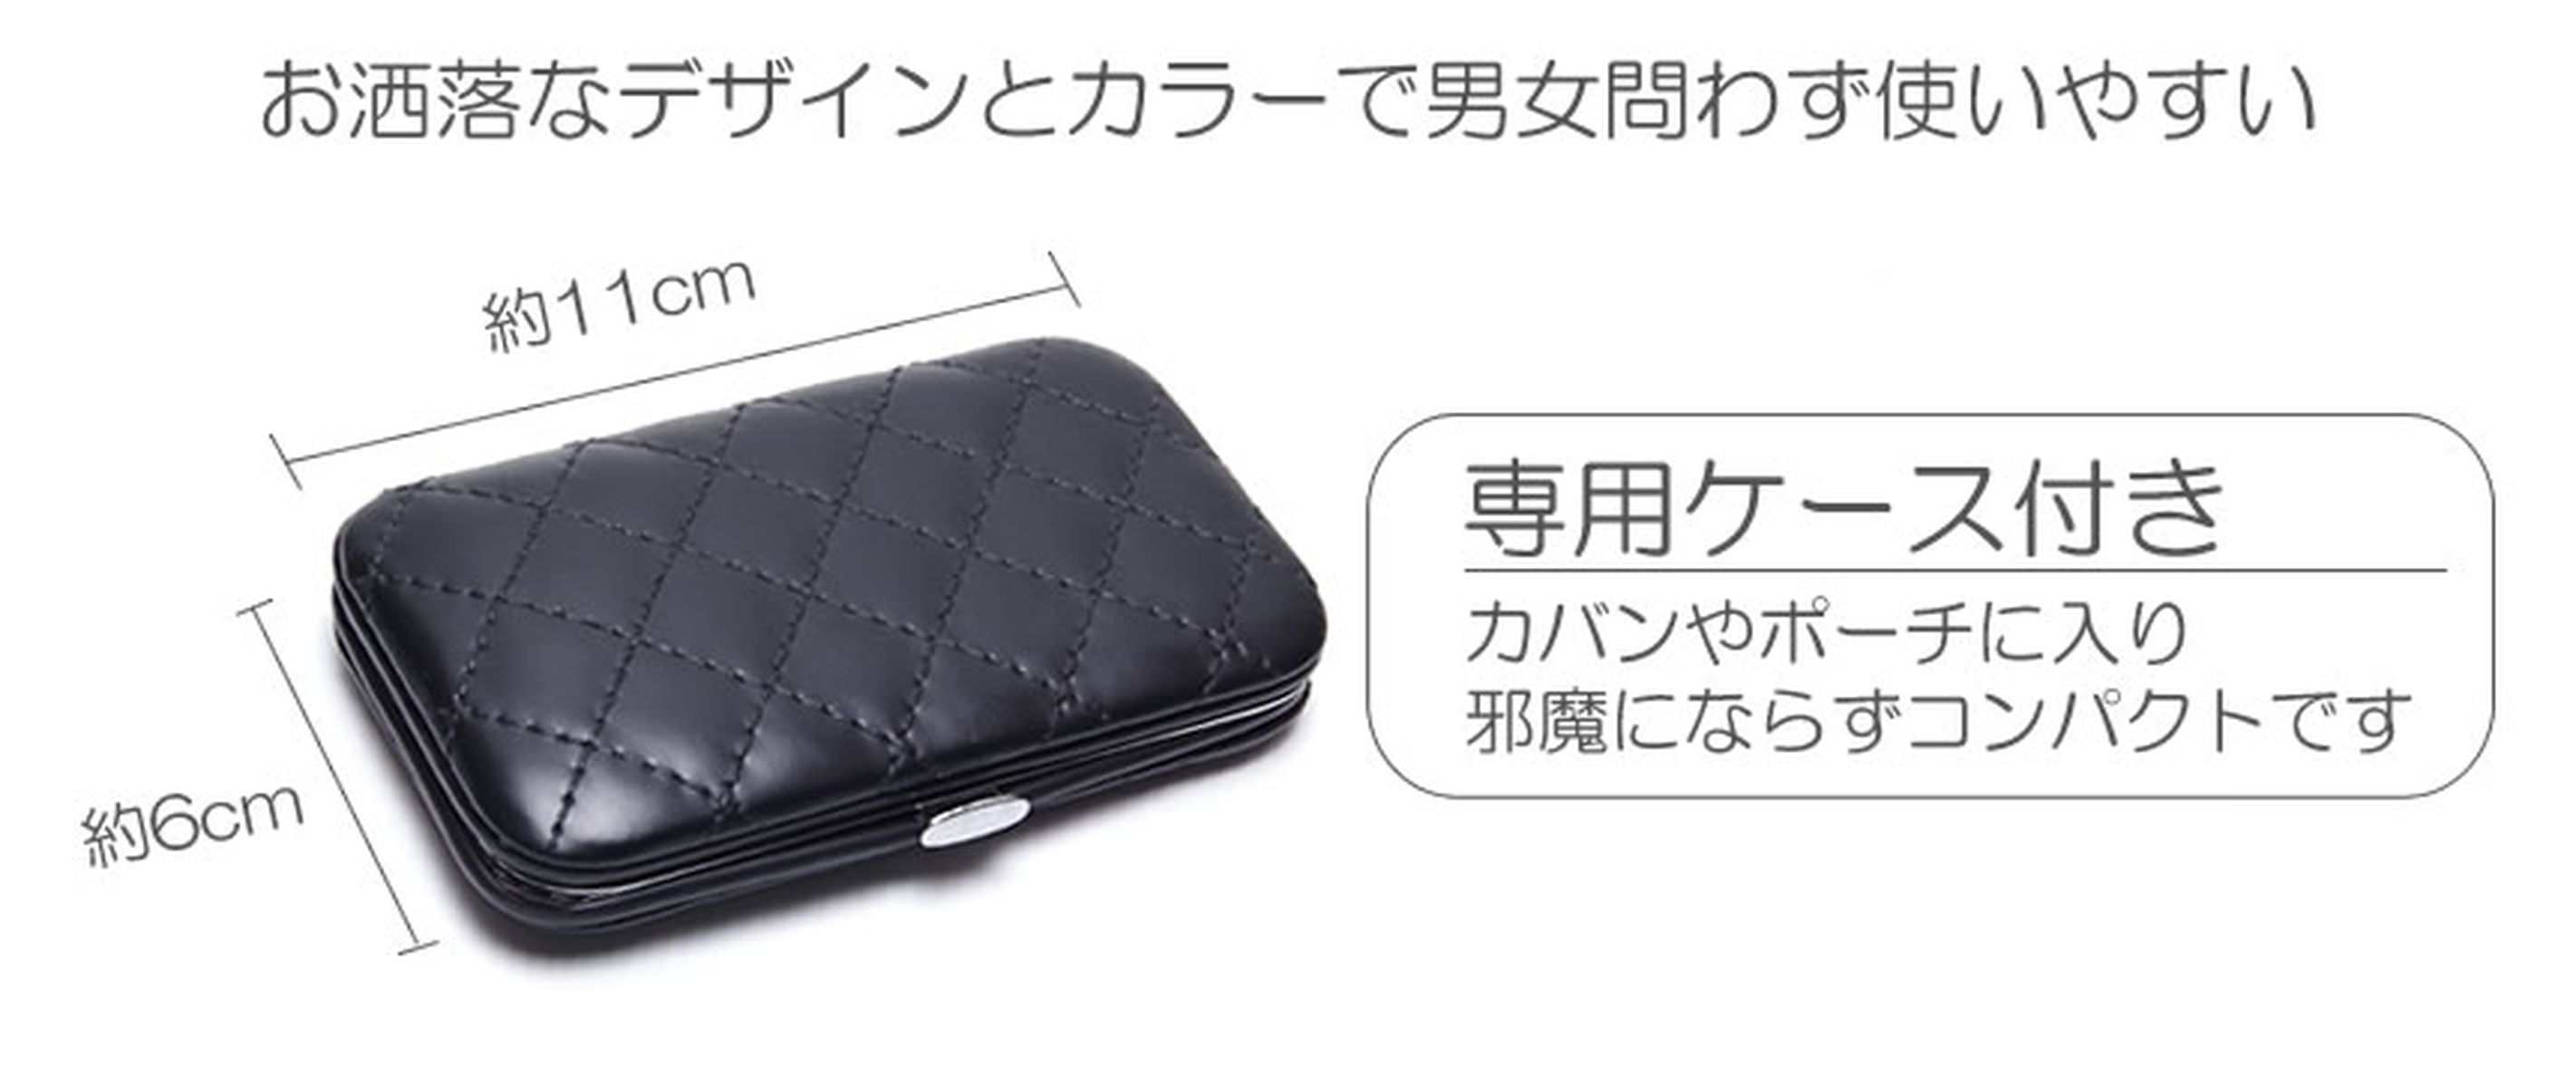 お洒落なデザインとカラーで男女問わず使いやすい
約11cm
約6cm
専用ケース付き
カバンやポーチに入り
邪魔にならずコンパクトです